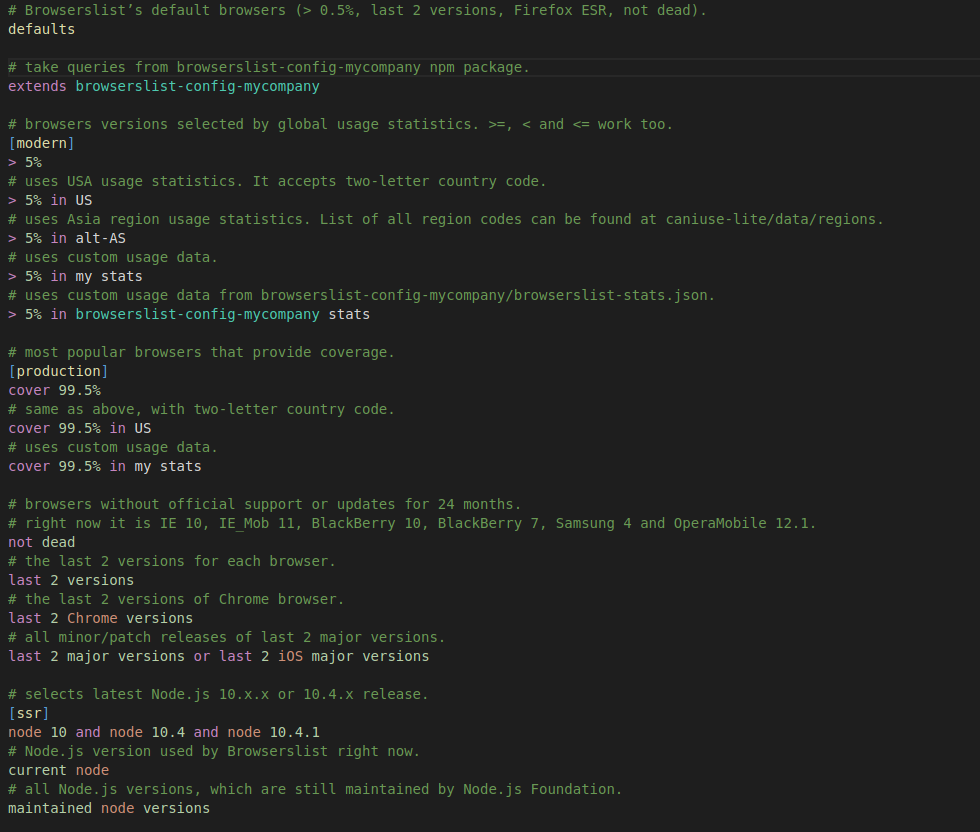 # Browserslist’s default browsers (> 0.5%, last 2 versions, Firefox ESR, not dead).
defaults
# take queries from browserslist-config-mycompany npm package.
extends browserslist-config-mycompany
# browsers versions selected by global usage statistics. >=, < and <= work too.
[modern]
> 5%
# uses USA usage statistics. It accepts two-letter country code.
> 5% in US
# uses Asia region usage statistics. List of all region codes can be found at caniuse-lite/data/regions.
> 5% in alt-AS
# uses custom usage data.
> 5% in my stats
# uses custom usage data from browserslist-config-mycompany/browserslist-stats.json.
> 5% in browserslist-config-mycompany stats
# most popular browsers that provide coverage.
[production]
cover 99.5%
# same as above, with two-letter country code.
cover 99.5% in US
# uses custom usage data.
cover 99.5% in my stats
# browsers without official support or updates for 24 months.
# right now it is IE 10, IE_Mob 11, BlackBerry 10, BlackBerry 7, Samsung 4 and OperaMobile 12.1.
not dead
# the last 2 versions for each browser.
last 2 versions
# the last 2 versions of Chrome browser.
last 2 Chrome versions
# all minor/patch releases of last 2 major versions.
last 2 major versions or last 2 iOS major versions
# selects latest Node.js 10.x.x or 10.4.x release.
[ssr]
node 10 and node 10.4 and node 10.4.1
# Node.js version used by Browserslist right now.
current node
# all Node.js versions, which are still maintained by Node.js Foundation.
maintained node versions